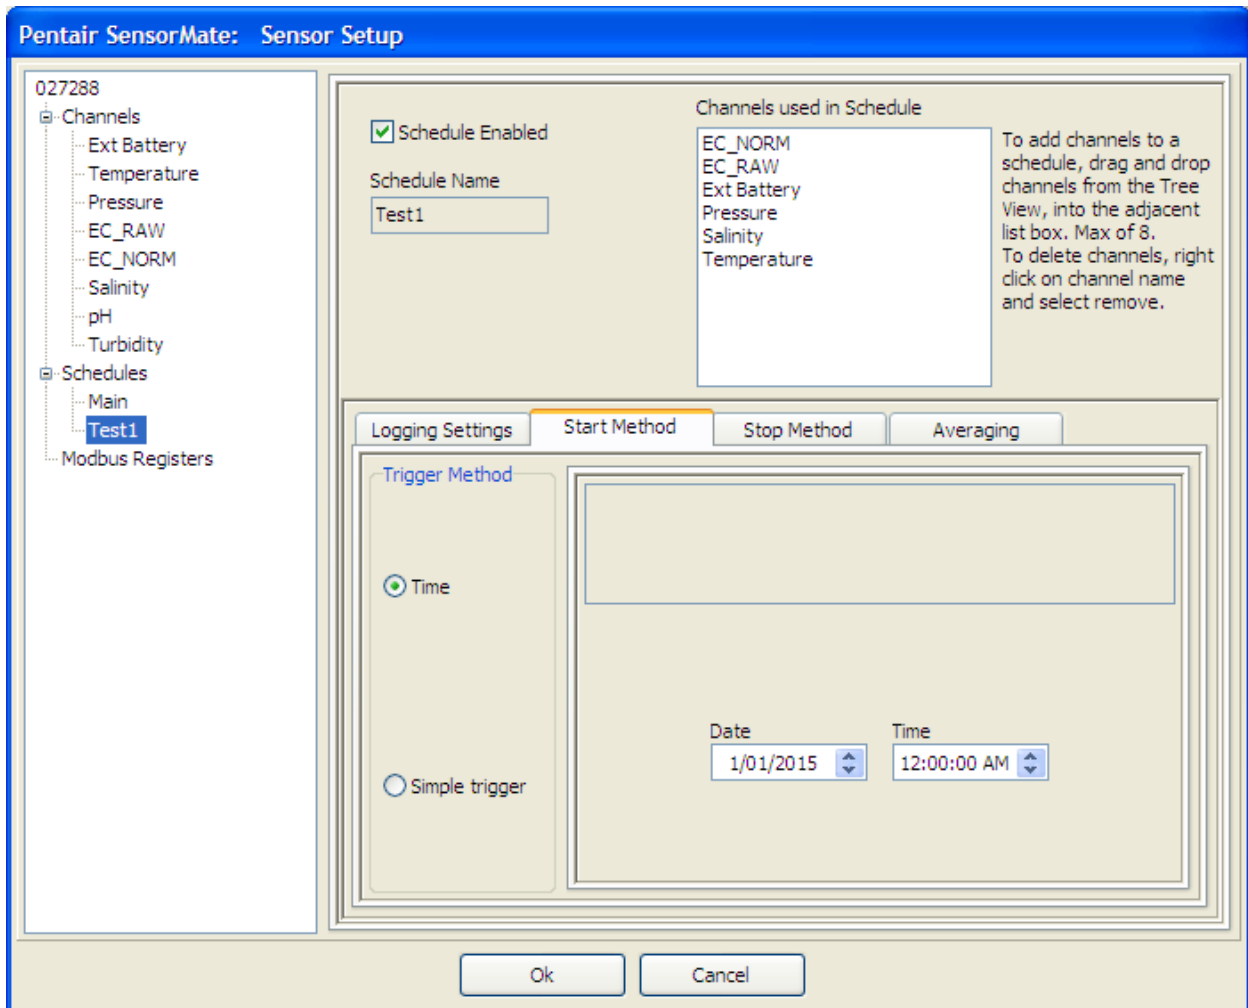 Pentair SensorMate:   Sensor Setup
027288
Channels
Ext Battery
Temperature
Pressure
EC_RAW
EC_NORM
Salinity
pH
Turbidity
Schedules
Main
Test1
Modbus Registers
Schedule Enabled
Schedule Name
Test1
Channels used in Schedule
EC_NORM
EC_RAW
Ext Battery
Pressure
Salinity
Temperature
To add channels to a
schedule, drag and drop
channels from the Tree
View, into the adjacent
list box. Max of 8.
To delete channels, right
click on channel name
and select remove.
Logging Settings
Start Method
Stop Method
Averaging
Trigger Method
Time
Simple trigger
Date
1/01/2015
Time
12:00:00 AM
Ok
Cancel